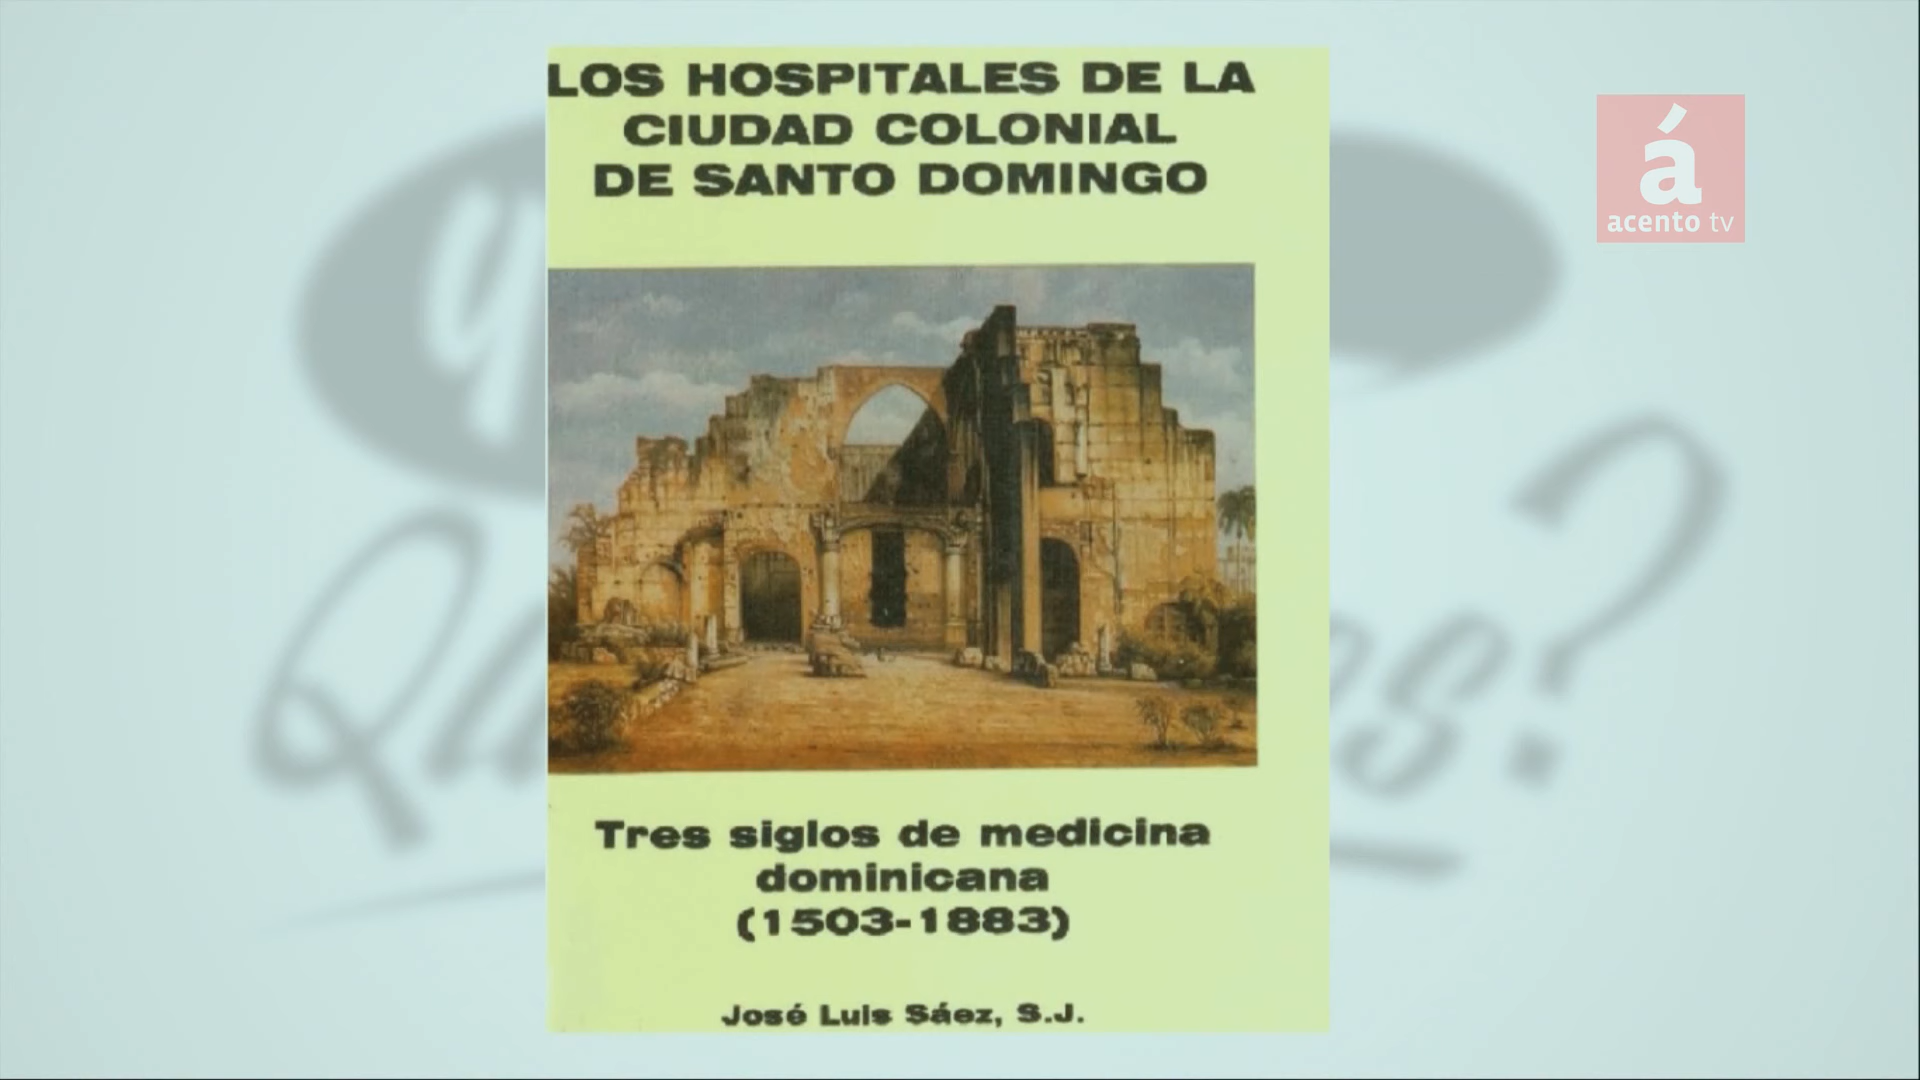 LOS HOSPITALES DE LA
CIUDAD COLONIAL
DE SANTO DOMINGO
á
acento tv
Tres siglos de medicina
dominicana
(1503-1883)
José Luis Sáez, S.J.